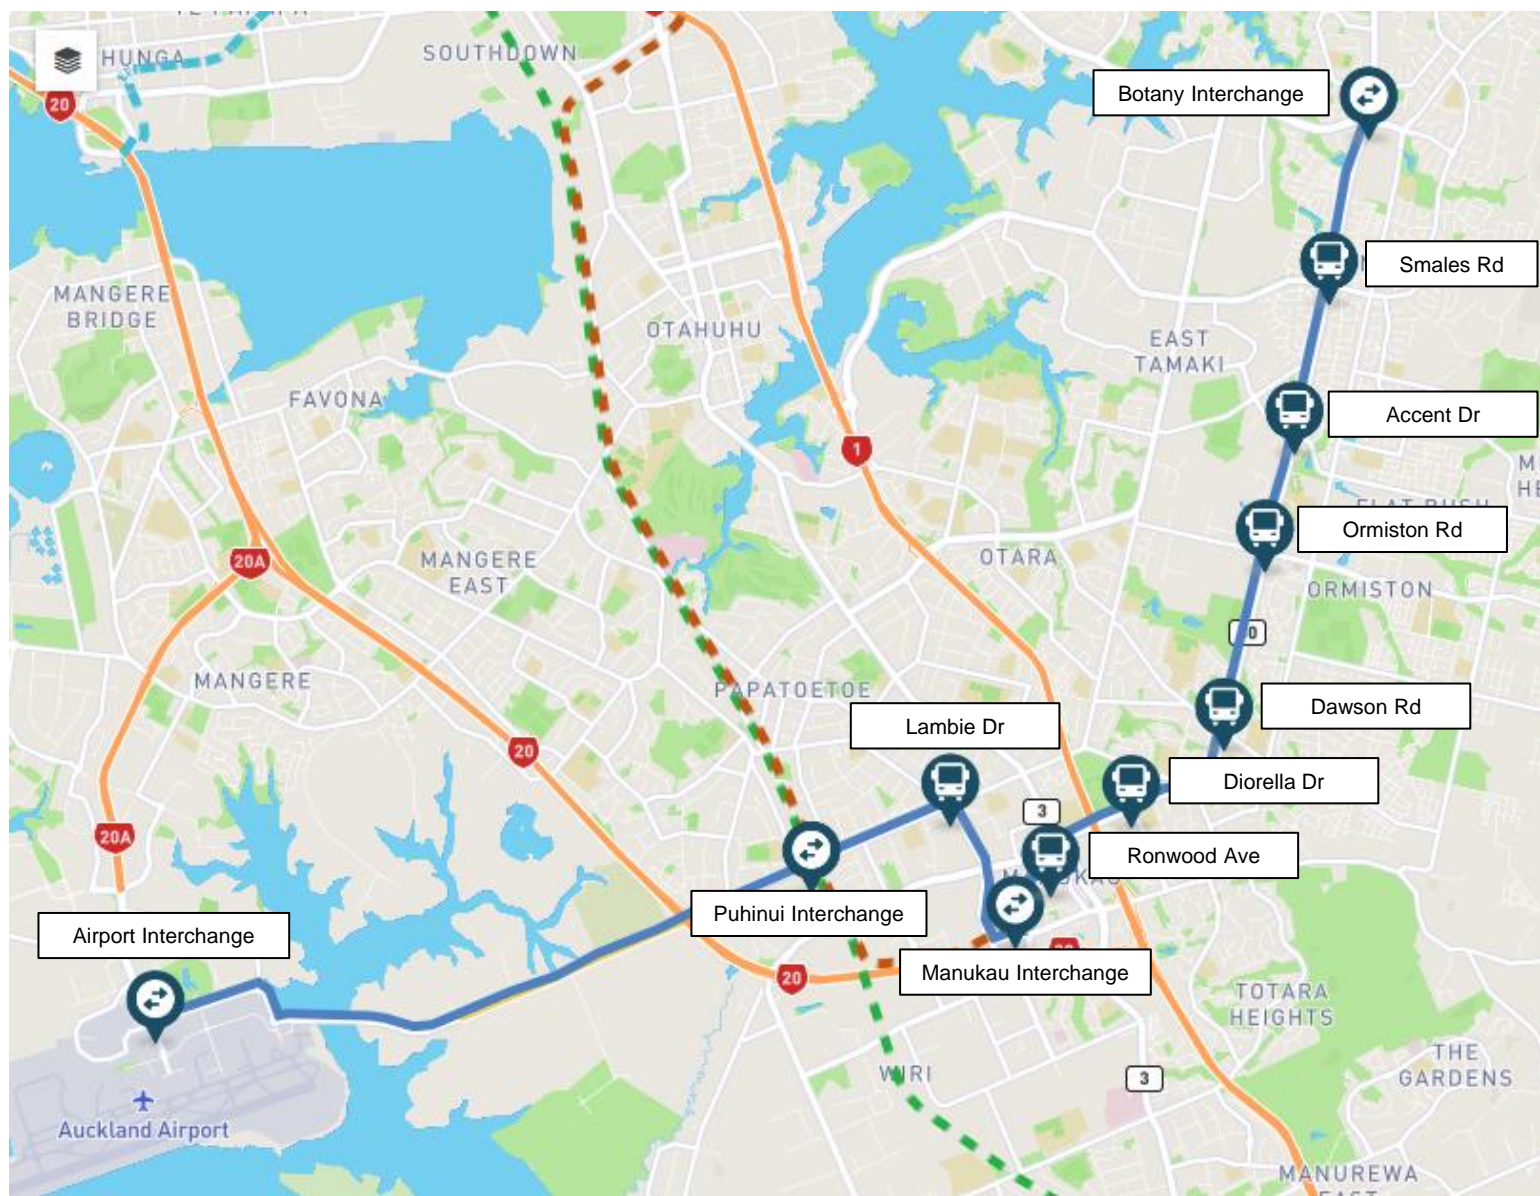 HUNGA
SOUTHDOWN
20
Botany Interchange
Smales Rd
MANGERE
BRIDGE
OTAHUHU
EAST
TAMAKI
FAVONA
Accent Dr
1
Ormiston Rd
20A
MANGERE
EAST
OTARA
ORMISTON
MANGERE
PAPATOETOE
Dawson Rd
Lambie Dr
20
Diorella Dr
3
20A
Ronwood Ave
Puhinui Interchange
Airport Interchange
Manukau Interchange
20
TOTARA
HEIGHTS
WIRI
THE
GARDENS
3
Auckland Airport
MANUREWA
EAST